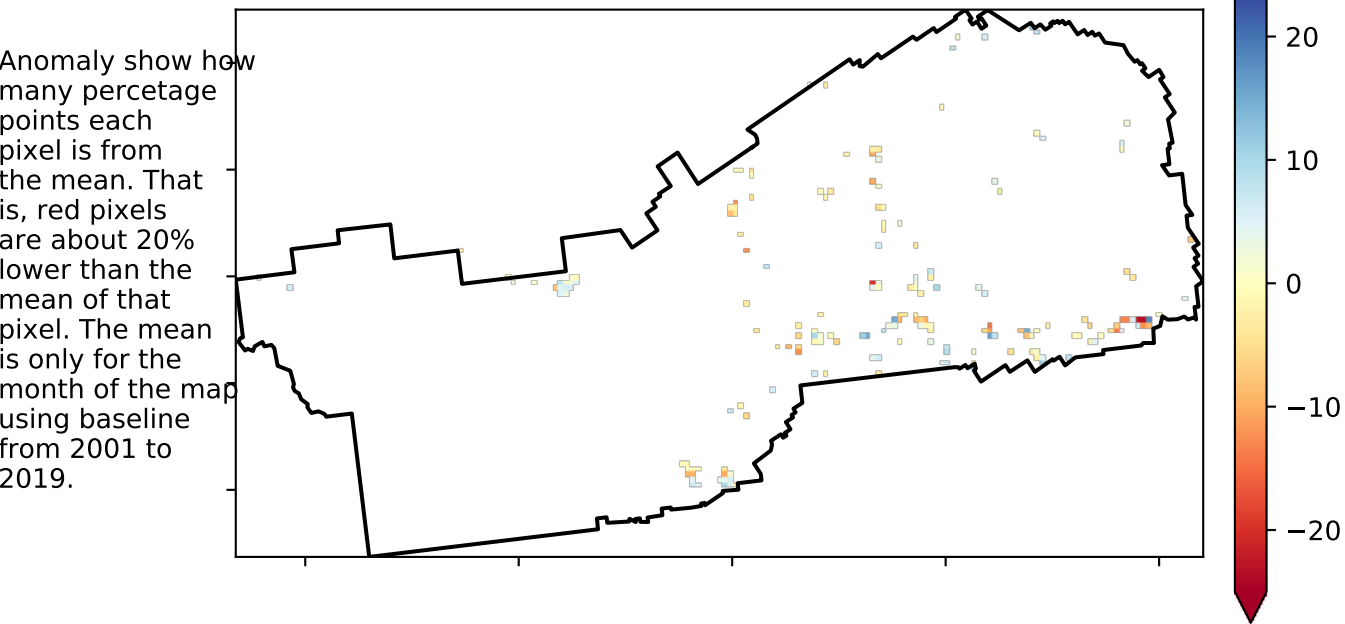 Anomaly show how
many percetage
points each
pixel is from
the mean. That
is, red pixels
are about 20%
lower than the
mean of that
pixel. The mean
is only for the
month of the map
using baseline
from 2001 to
2019.
20
10
0
−10
−20